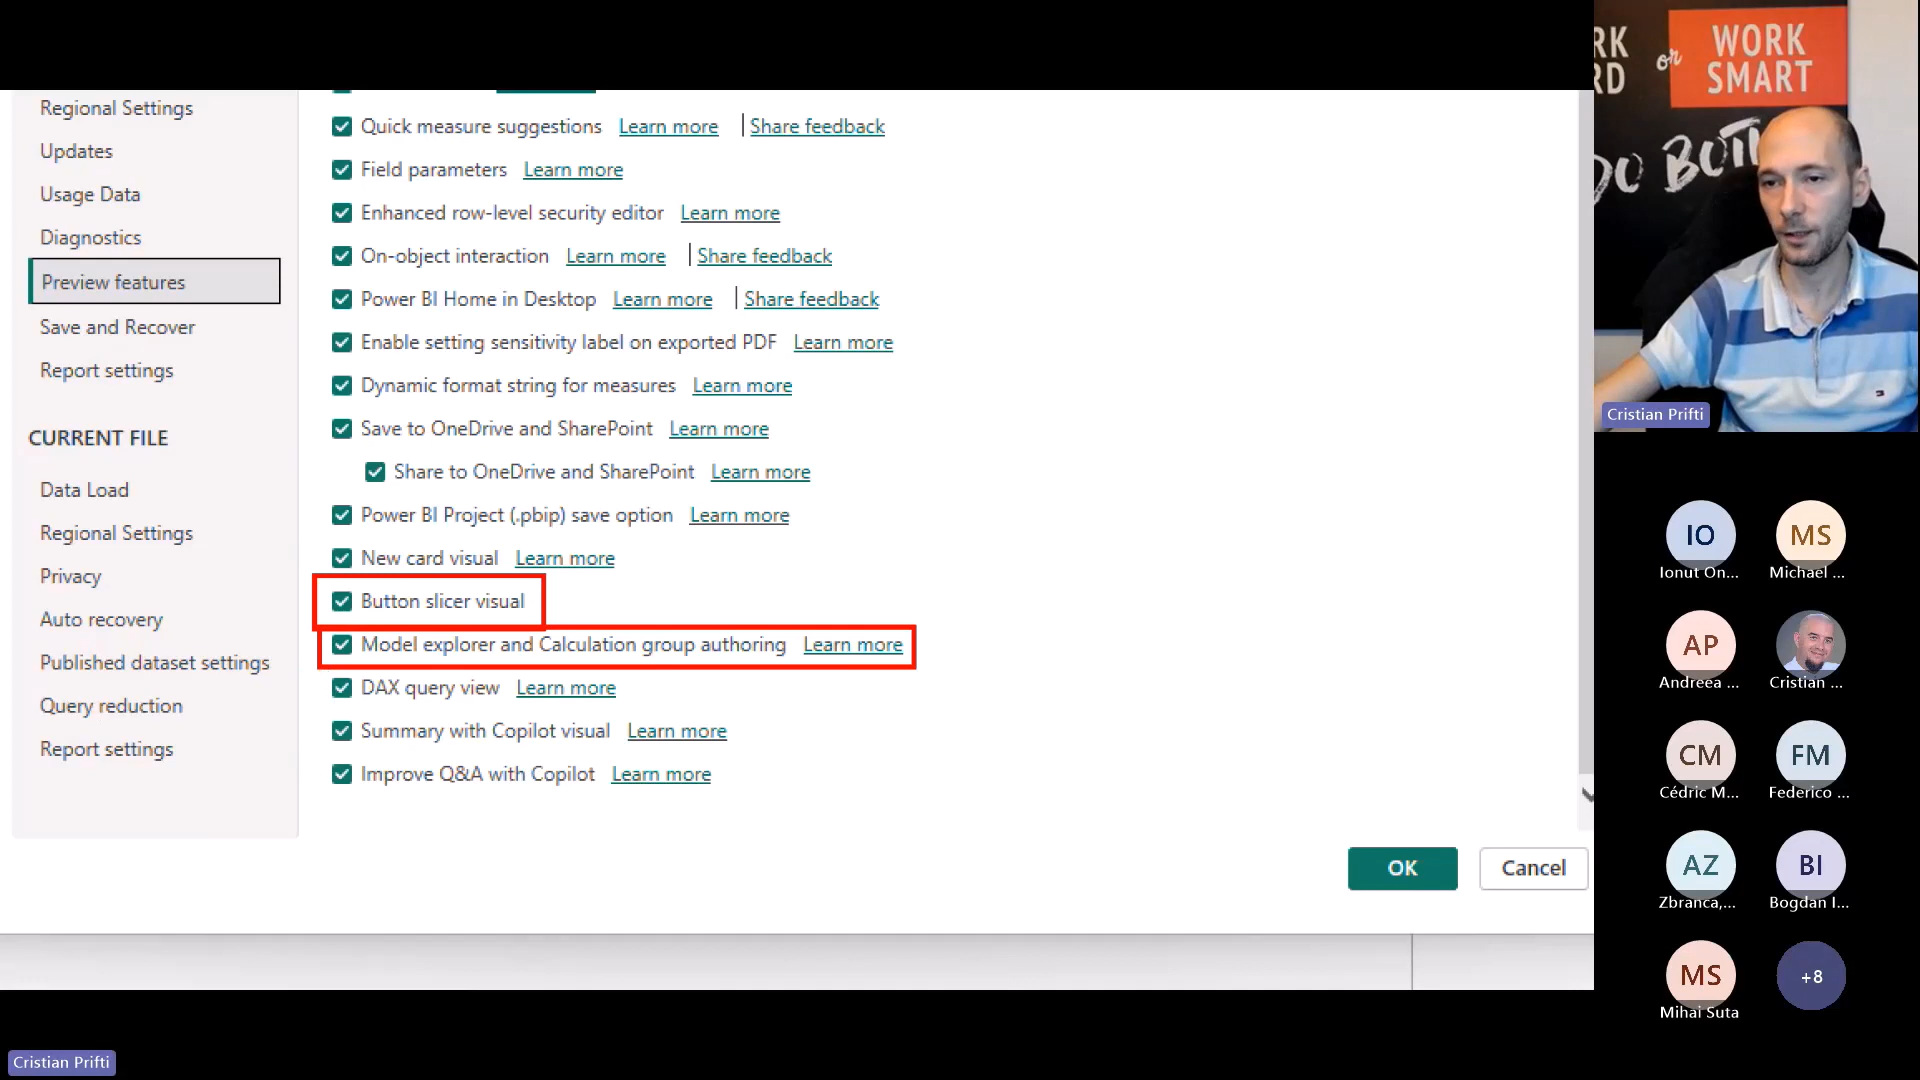 Regional Settings
Updates
Usage Data
Diagnostics
Preview features
Save and Recover
Report settings
CURRENT FILE
Data Load
Regional Settings
Privacy
Auto recovery
Published dataset settings
Query reduction
Report settings
Quick measure suggestions Learn more | Share feedback
Field parameters Learn more
Enhanced row-level security editor Learn more
On-object interaction Learn more | Share feedback
Power BI Home in Desktop Learn more | Share feedback
Enable setting sensitivity label on exported PDF Learn more
Dynamic format string for measures Learn more
Save to OneDrive and SharePoint Learn more
Share to OneDrive and SharePoint Learn more
Power BI Project (.pbip) save option Learn more
New card visual Learn more
Button slicer visual
Model explorer and Calculation group authoring Learn more
DAX query view Learn more
Summary with Copilot visual Learn more
Improve Q&A with Copilot Learn more
OK Cancel
RK or WORK
RD SMART
DO BOT
Cristian Prifti
IO MS
Ionut On... Michael ...
AP
Andreea ... Cristian ...
CM FM
Cédric M... Federico ...
AZ BI
Zbranca,... Bogdan I...
MS +8
Mihai Suta
Cristian Prifti